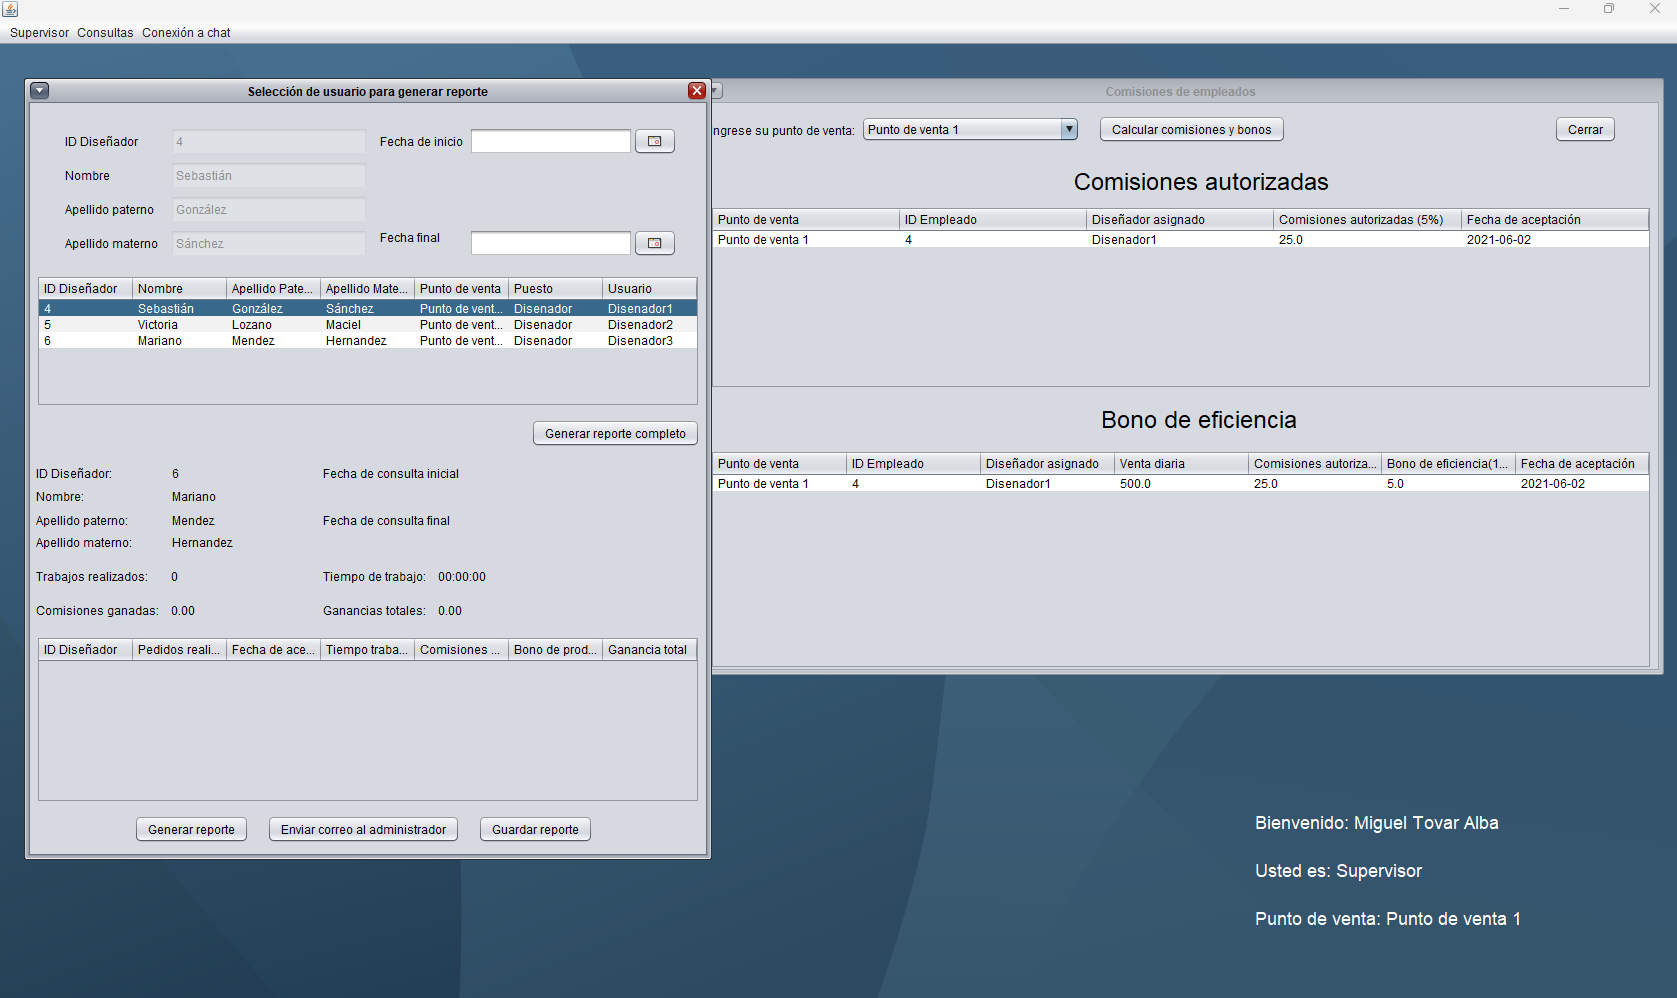 Supervisor Consultas Conexión a chat
Selección de usuario para generar reporte
ID Diseñador 4 Fecha de inicio
Nombre Sebastián
Apellido paterno González
Apellido materno Sánchez Fecha final
ID Diseñador Nombre Apellido Pate... Apellido Mate... Punto de venta Puesto Usuario
4 Sebastián González Sánchez Punto de vent... Disenador Disenador1
5 Victoria Lozano Maciel Punto de vent... Disenador Disenador2
6 Mariano Mendez Hernandez Punto de vent... Disenador Disenador3
Generar reporte completo
ID Diseñador: 6 Fecha de consulta inicial
Nombre: Mariano
Apellido paterno: Mendez Fecha de consulta final
Apellido materno: Hernandez
Trabajos realizados: 0 Tiempo de trabajo: 00:00:00
Comisiones ganadas: 0.00 Ganancias totales: 0.00
ID Diseñador Pedidos reali... Fecha de ace... Tiempo traba... Comisiones ... Bono de prod... Ganancia total
Generar reporte Enviar correo al administrador Guardar reporte
Comisiones de empleados
ngrese su punto de venta: Punto de venta 1 Calcular comisiones y bonos Cerrar
Comisiones autorizadas
Punto de venta ID Empleado Diseñador asignado Comisiones autorizadas (5%) Fecha de aceptación
Punto de venta 1 4 Disenador1 25.0 2021-06-02
Bono de eficiencia
Punto de venta ID Empleado Diseñador asignado Venta diaria Comisiones autoriza... Bono de eficiencia(1... Fecha de aceptación
Punto de venta 1 4 Disenador1 500.0 25.0 5.0 2021-06-02
Bienvenido: Miguel Tovar Alba
Usted es: Supervisor
Punto de venta: Punto de venta 1